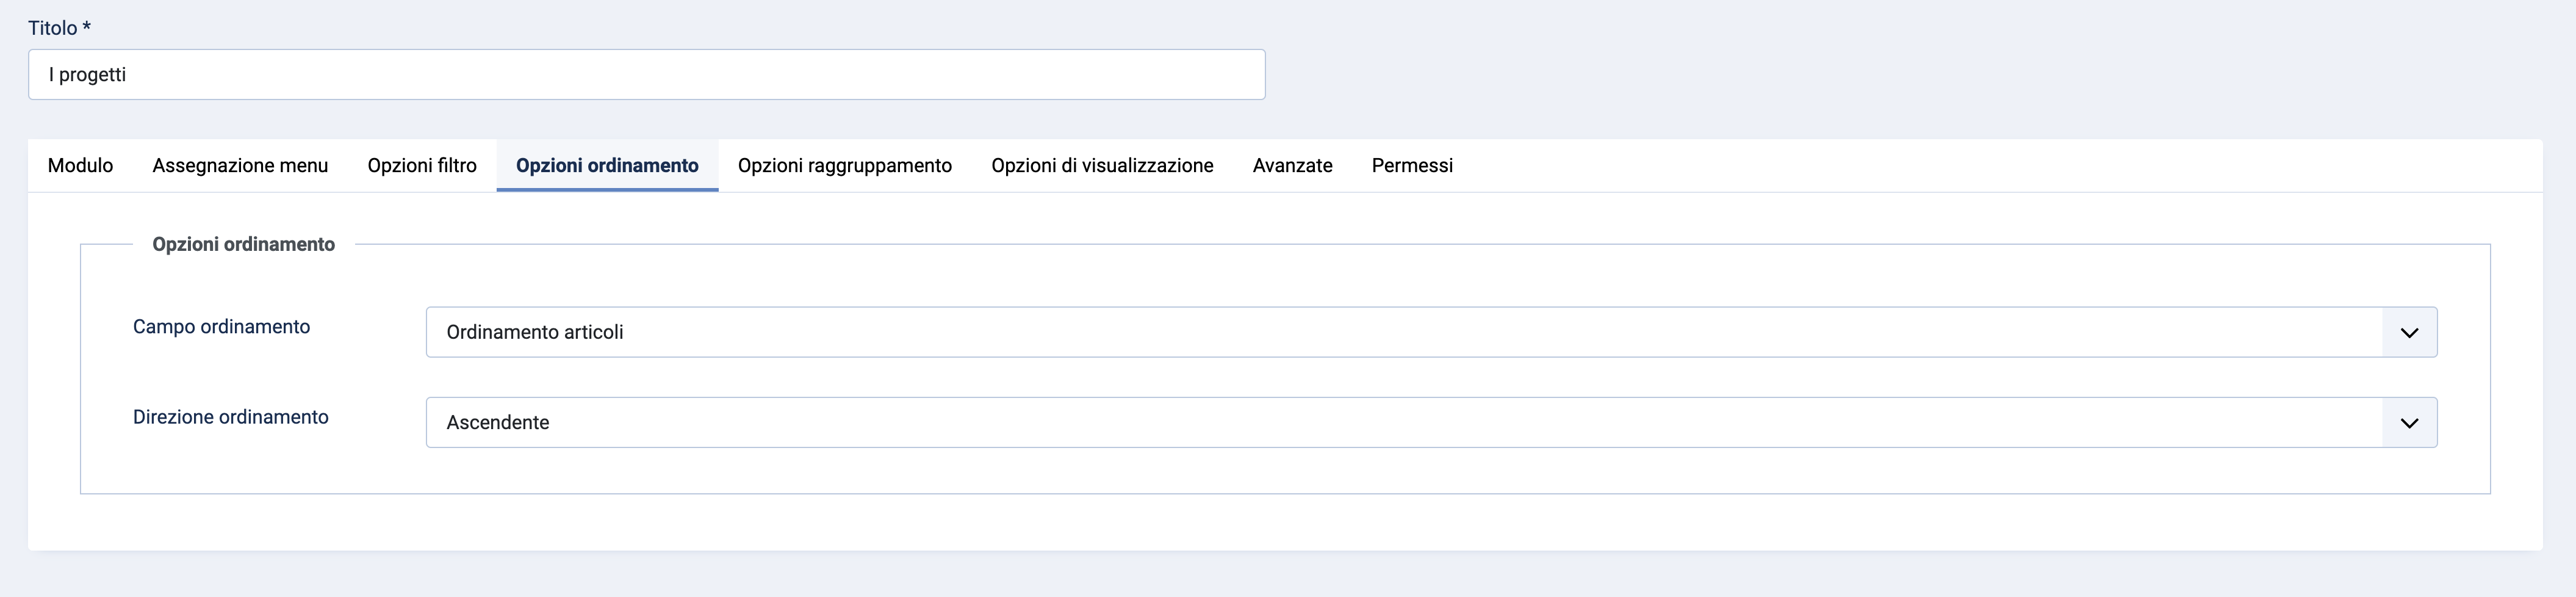 Titolo *
I progetti
Modulo Assegnazione menu Opzioni filtro Opzioni ordinamento Opzioni raggruppamento Opzioni di visualizzazione Avanzate Permessi
Opzioni ordinamento
Campo ordinamento Ordinamento articoli
Direzione ordinamento Ascendente